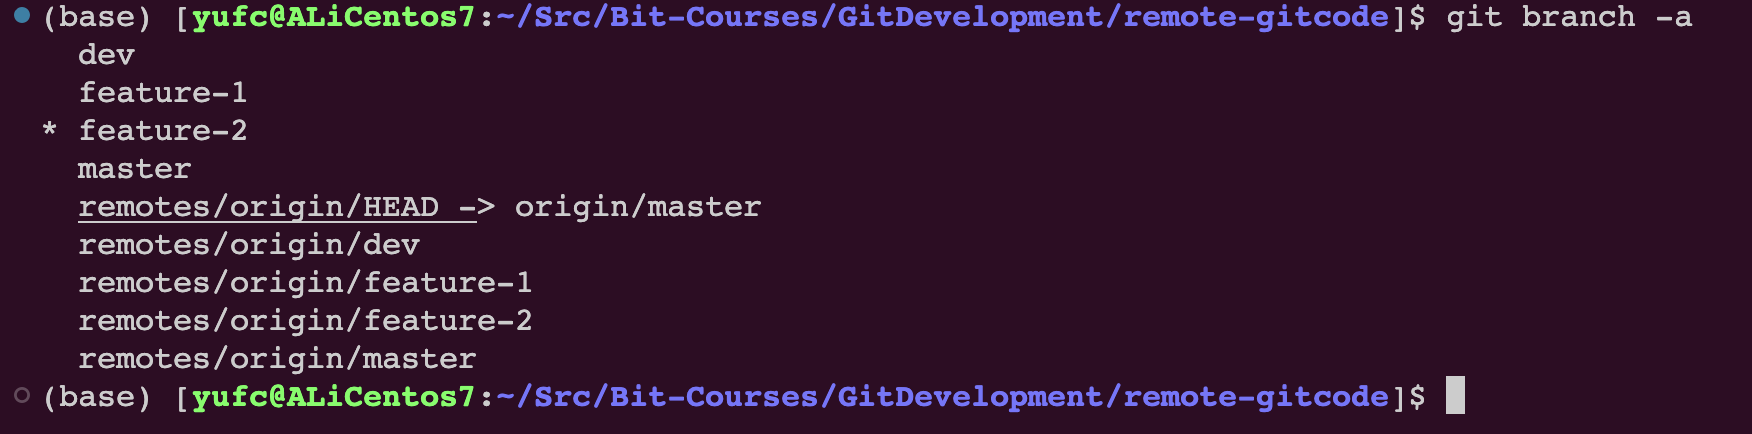 (base) [yufc@ALiCentos7:~/Src/Bit-Courses/GitDevelopment/remote-gitcode]$ git branch -a
dev
feature-1
* feature-2
master
remotes/origin/HEAD -> origin/master
remotes/origin/dev
remotes/origin/feature-1
remotes/origin/feature-2
remotes/origin/master
(base) [yufc@ALiCentos7:~/Src/Bit-Courses/GitDevelopment/remote-gitcode]$